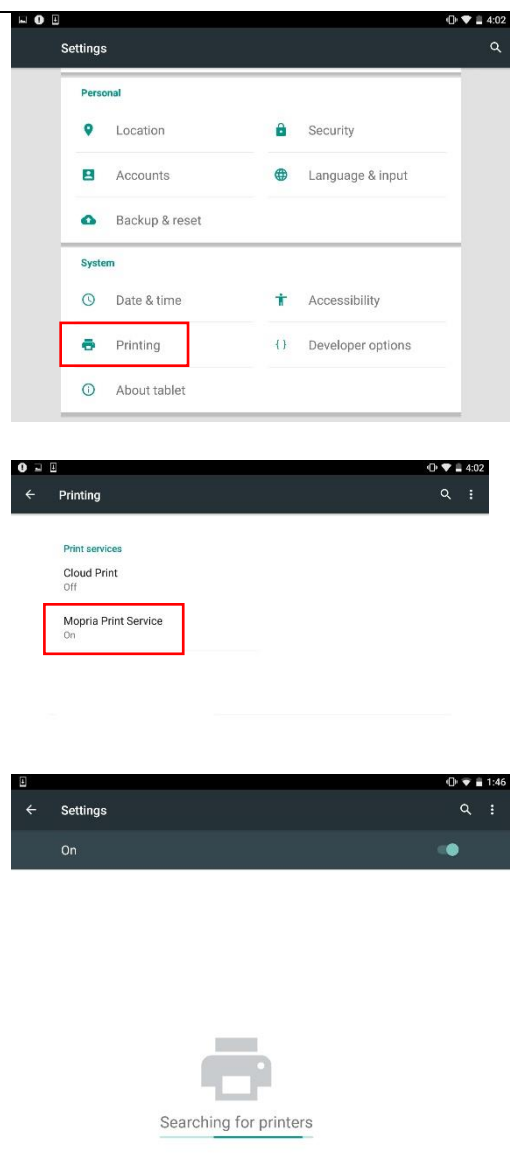 4:02
Settings
Personal
Location
Security
Accounts
Language & input
Backup & reset
System
Date & time
Accessibility
Printing
{ } Developer options
About tablet
4:02
Printing
Print services
Cloud Print
Off
Mopria Print Service
On
1:46
Settings
On
Searching for printers